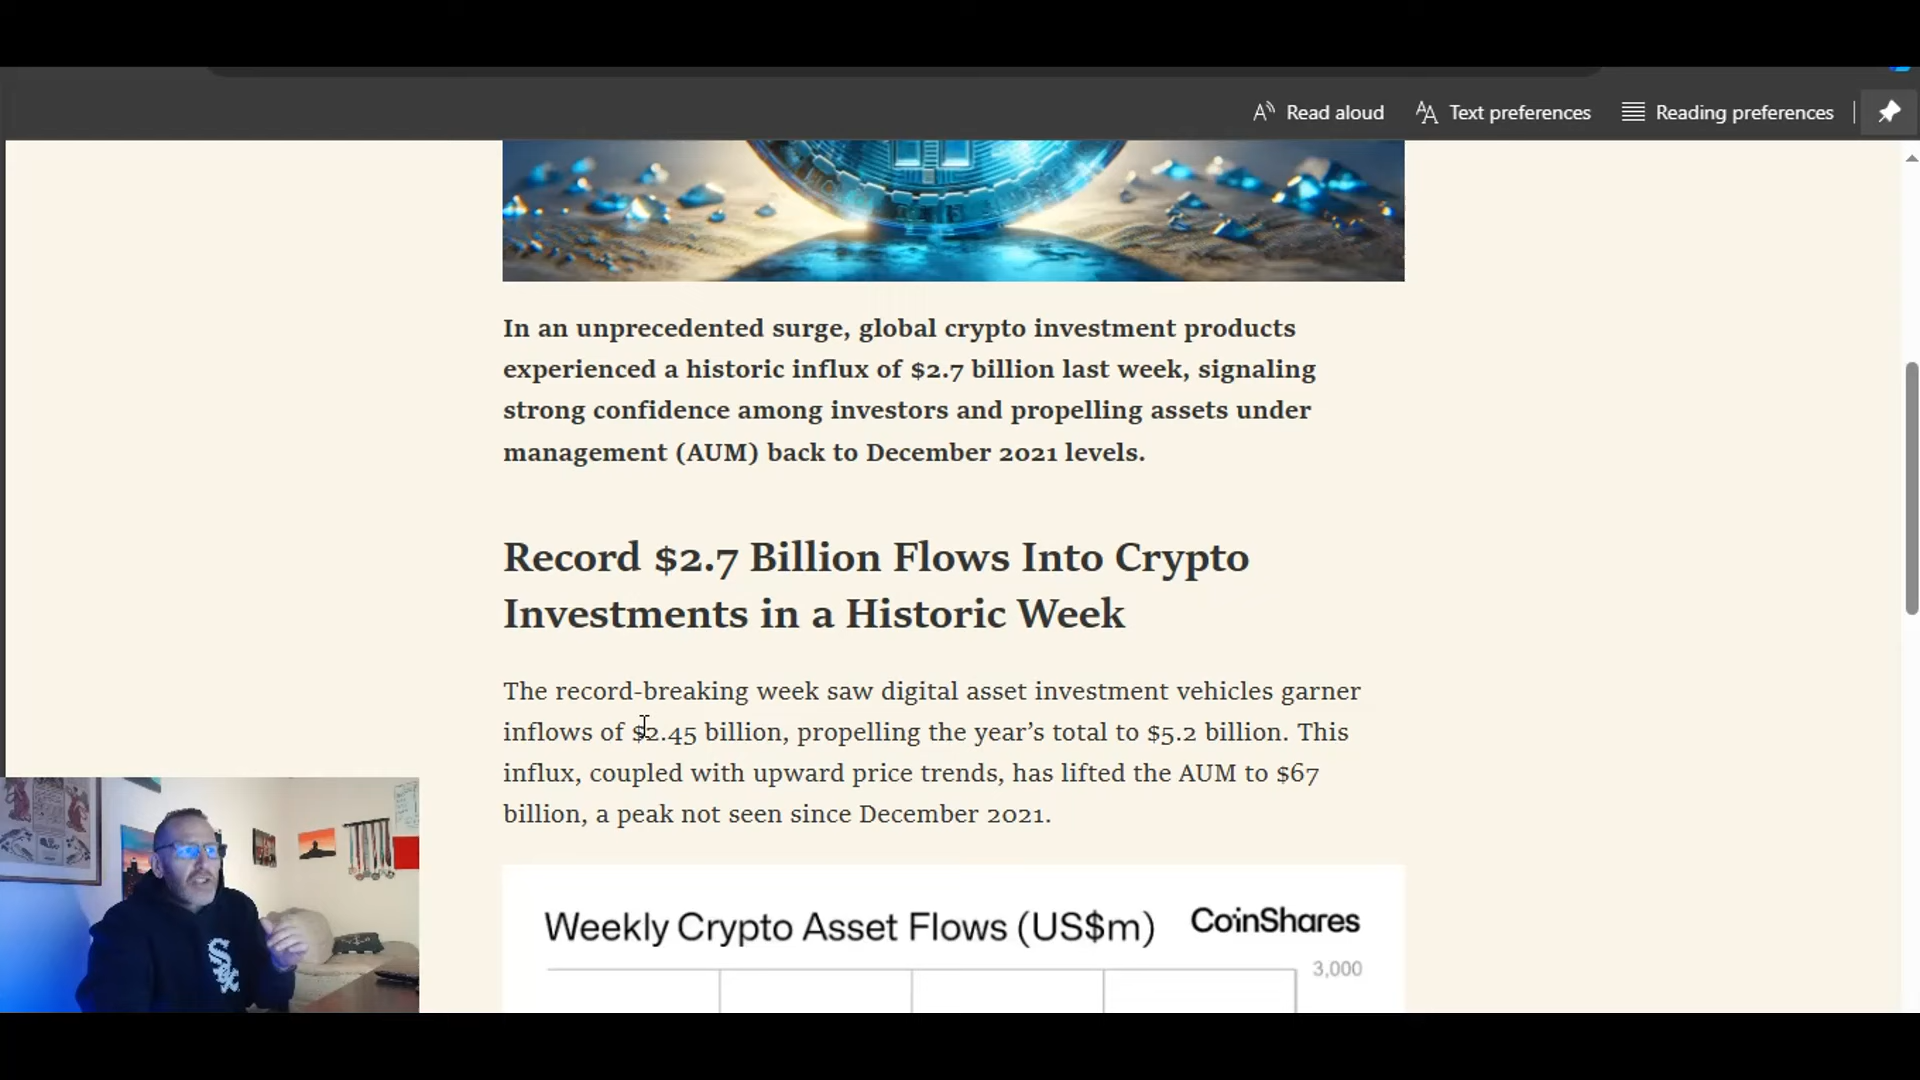 Read aloud
Text preferences
Reading preferences
In an unprecedented surge, global crypto investment products
experienced a historic influx of $2.7 billion last week, signaling
strong confidence among investors and propelling assets under
management (AUM) back to December 2021 levels.
Record $2.7 Billion Flows Into Crypto
Investments in a Historic Week
The record-breaking week saw digital asset investment vehicles garner
inflows of $2.45 billion, propelling the year’s total to $5.2 billion. This
influx, coupled with upward price trends, has lifted the AUM to $67
billion, a peak not seen since December 2021.
Weekly Crypto Asset Flows (US$m)
CoinShares
3,000
Sox